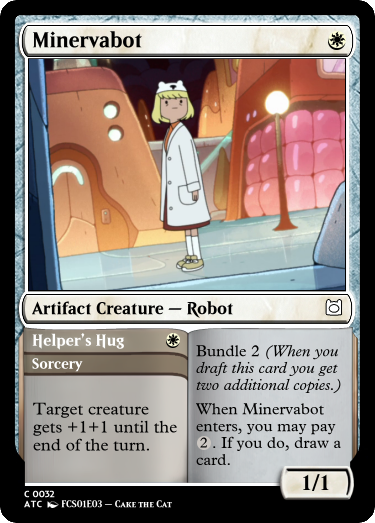 Minervabot
Artifact Creature — Robot
Helper's Hug
Sorcery
Target creature
gets +1+1 until the
end of the turn.
Bundle 2 (When you
draft this card you get
two additional copies.)
When Minervabot
enters, you may pay
2. If you do, draw a
card.
1/1
C 0032
ATC FCS01E03 — Cake the Cat